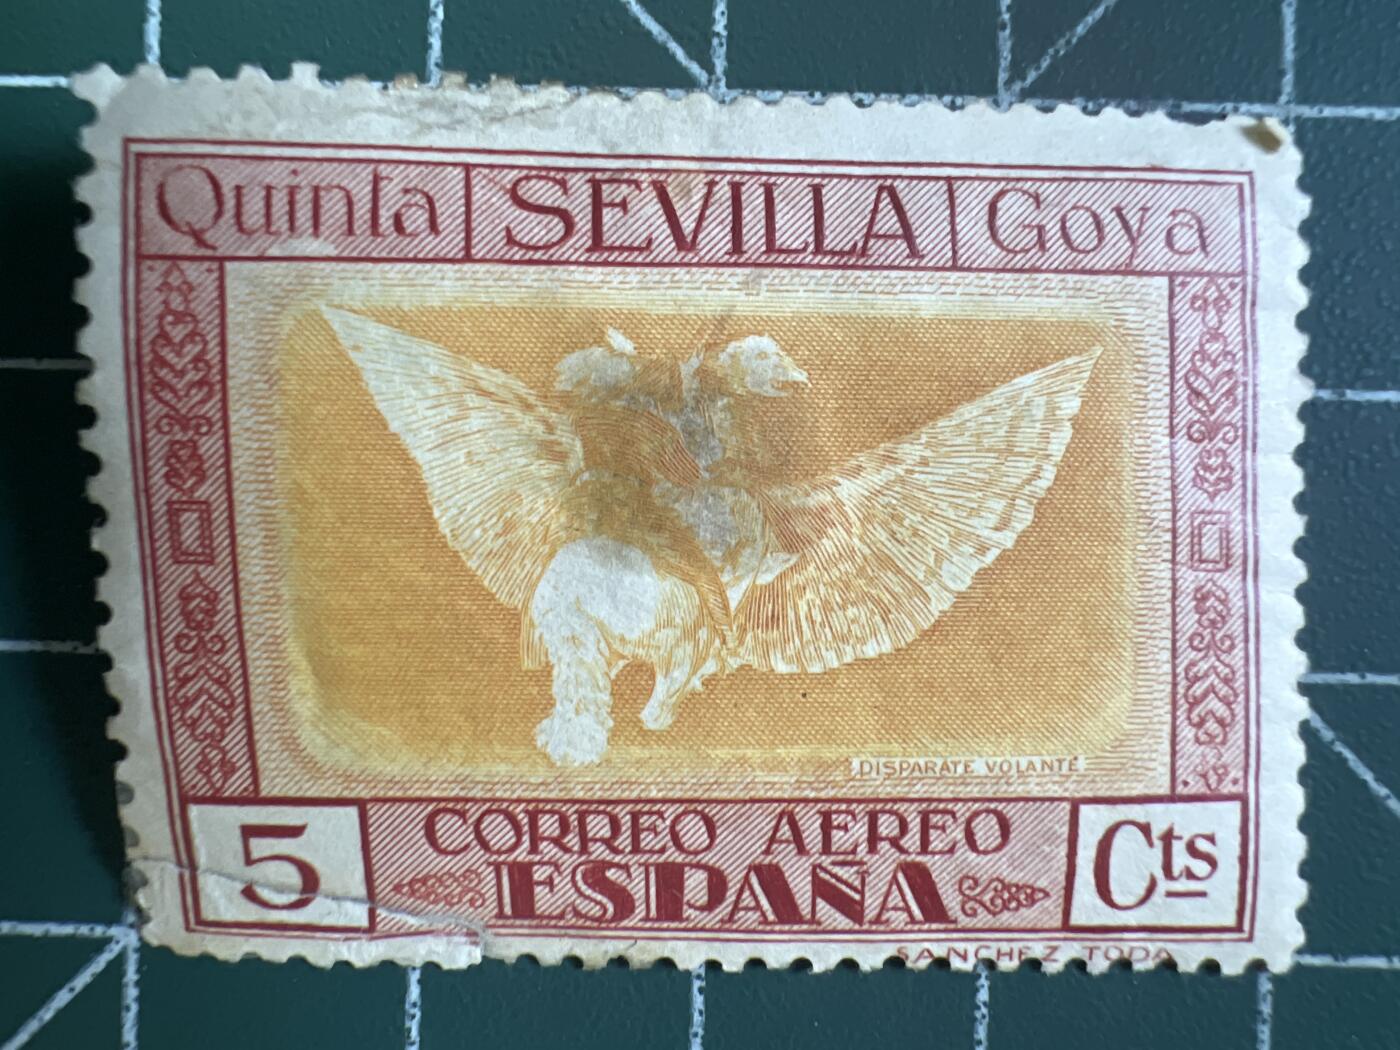 Quinta SEVILLA Goya
DISPARATE VOLANTE
5 CORREO AEREO Cts
ESPAÑA
SANCHEZ TODA